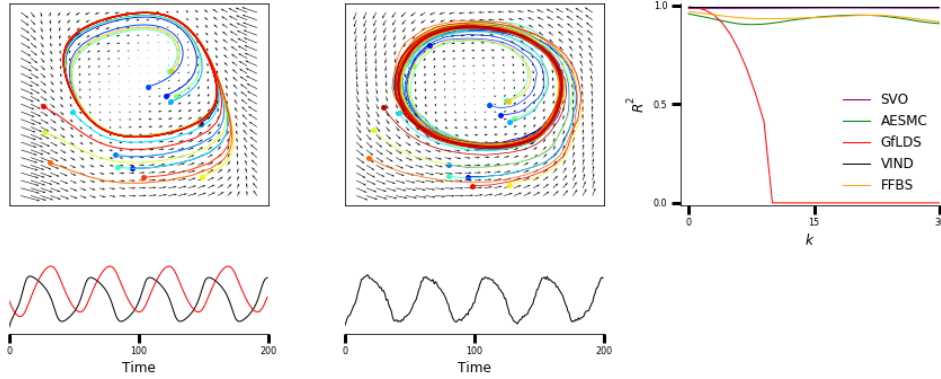 1.0
0.5
0.0
R²
SVO
AESMC
GfLDS
VIND
FFBS
0 15 3
k
0 100 200
Time
0 100 200
Time